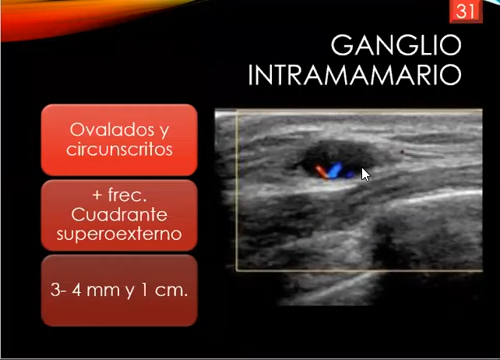 31
GANGLIO
INTRAMAMARIO
Ovalados y
circunscritos
+ frec.
Cuadrante
superoexterno
3- 4 mm y 1 cm.